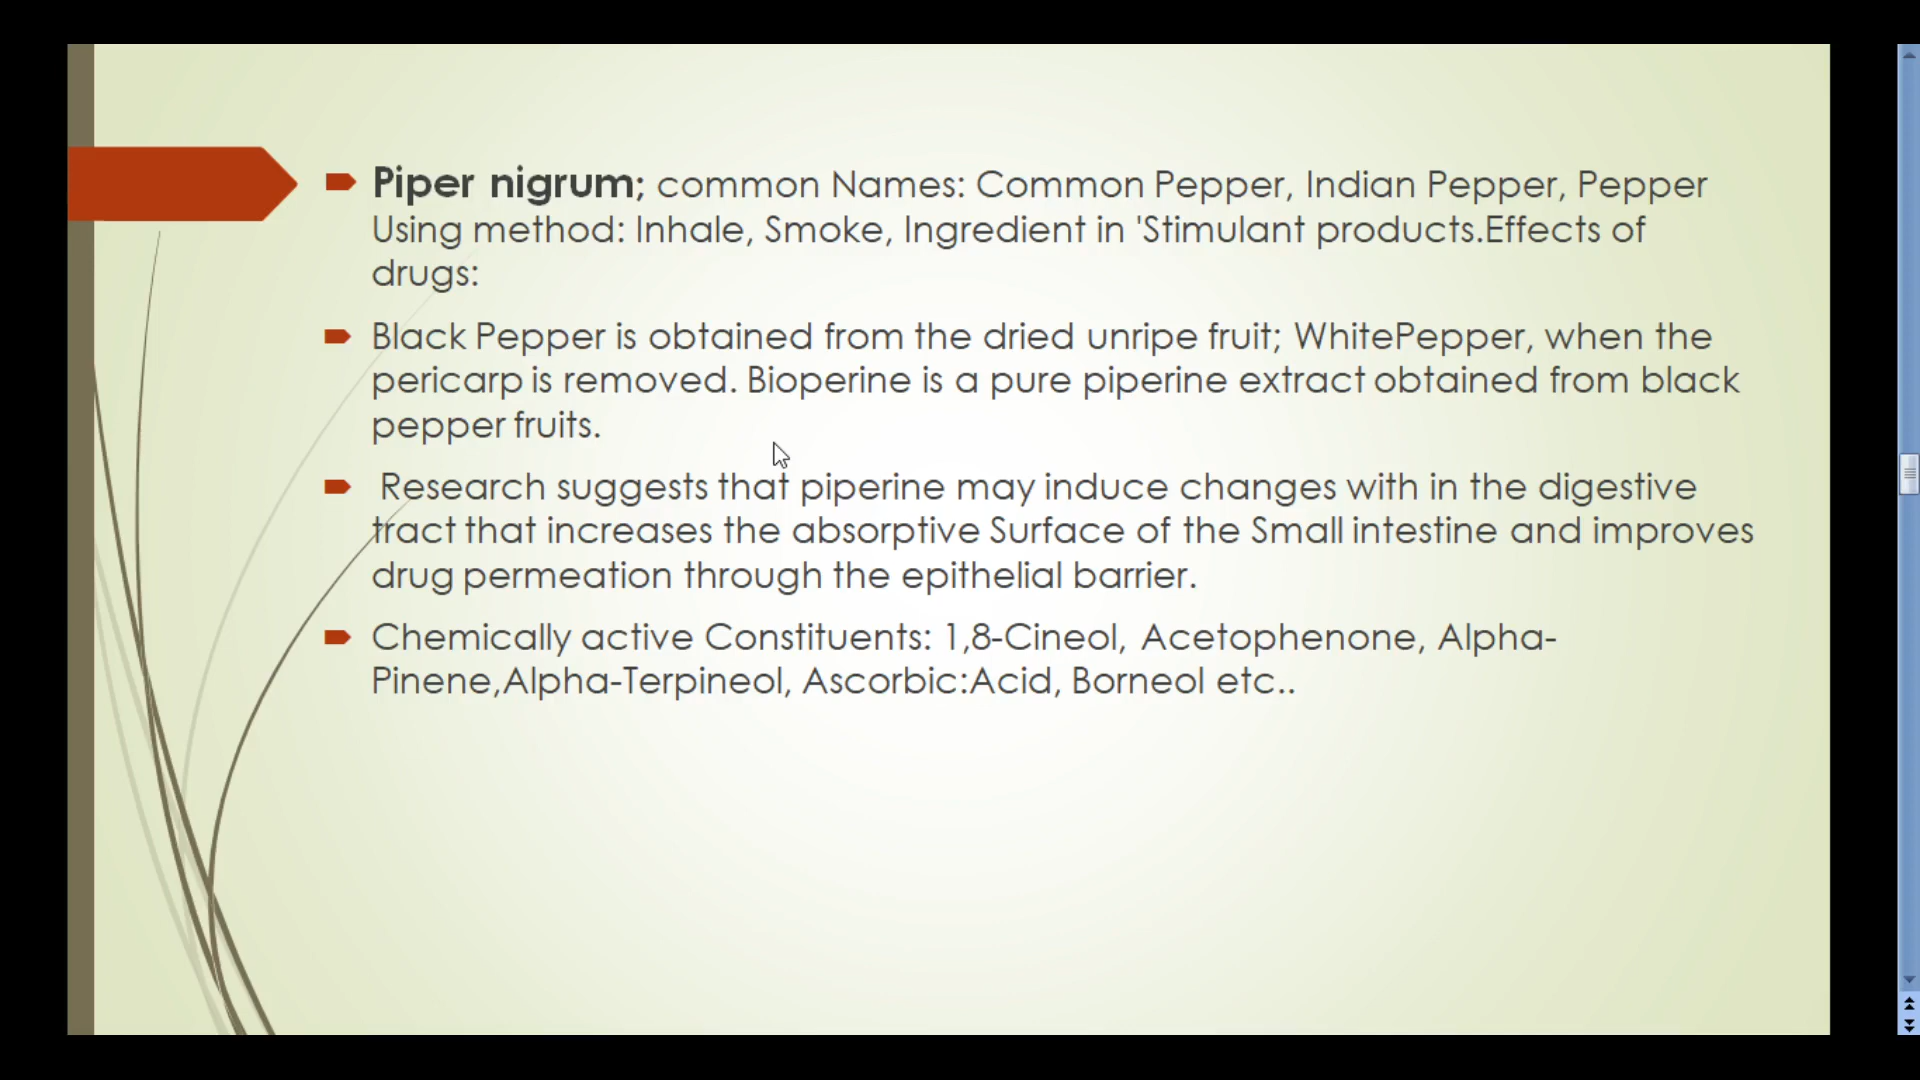 Piper nigrum; common Names: Common Pepper, Indian Pepper, Pepper
Using method: Inhale, Smoke, Ingredient in 'Stimulant products.Effects of
drugs:
Black Pepper is obtained from the dried unripe fruit; WhitePepper, when the
pericarp is removed. Bioperine is a pure piperine extract obtained from black
pepper fruits.
Research suggests that piperine may induce changes with in the digestive
tract that increases the absorptive Surface of the Small intestine and improves
drug permeation through the epithelial barrier.
Chemically active Constituents: 1,8-Cineol, Acetophenone, Alpha-
Pinene,Alpha-Terpineol, Ascorbic:Acid, Borneol etc..